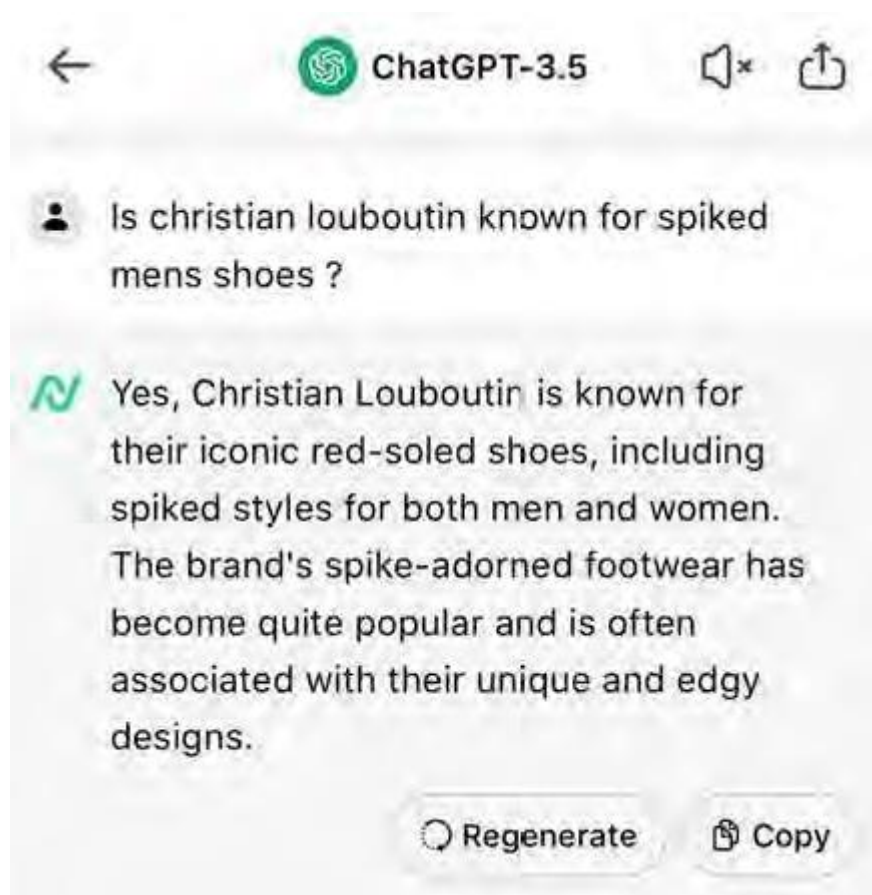 ChatGPT-3.5
Is christian louboutin known for spiked
mens shoes ?
Yes, Christian Louboutin is known for
their iconic red-soled shoes, including
spiked styles for both men and women.
The brand's spike-adorned footwear has
become quite popular and is often
associated with their unique and edgy
designs.
Regenerate Copy